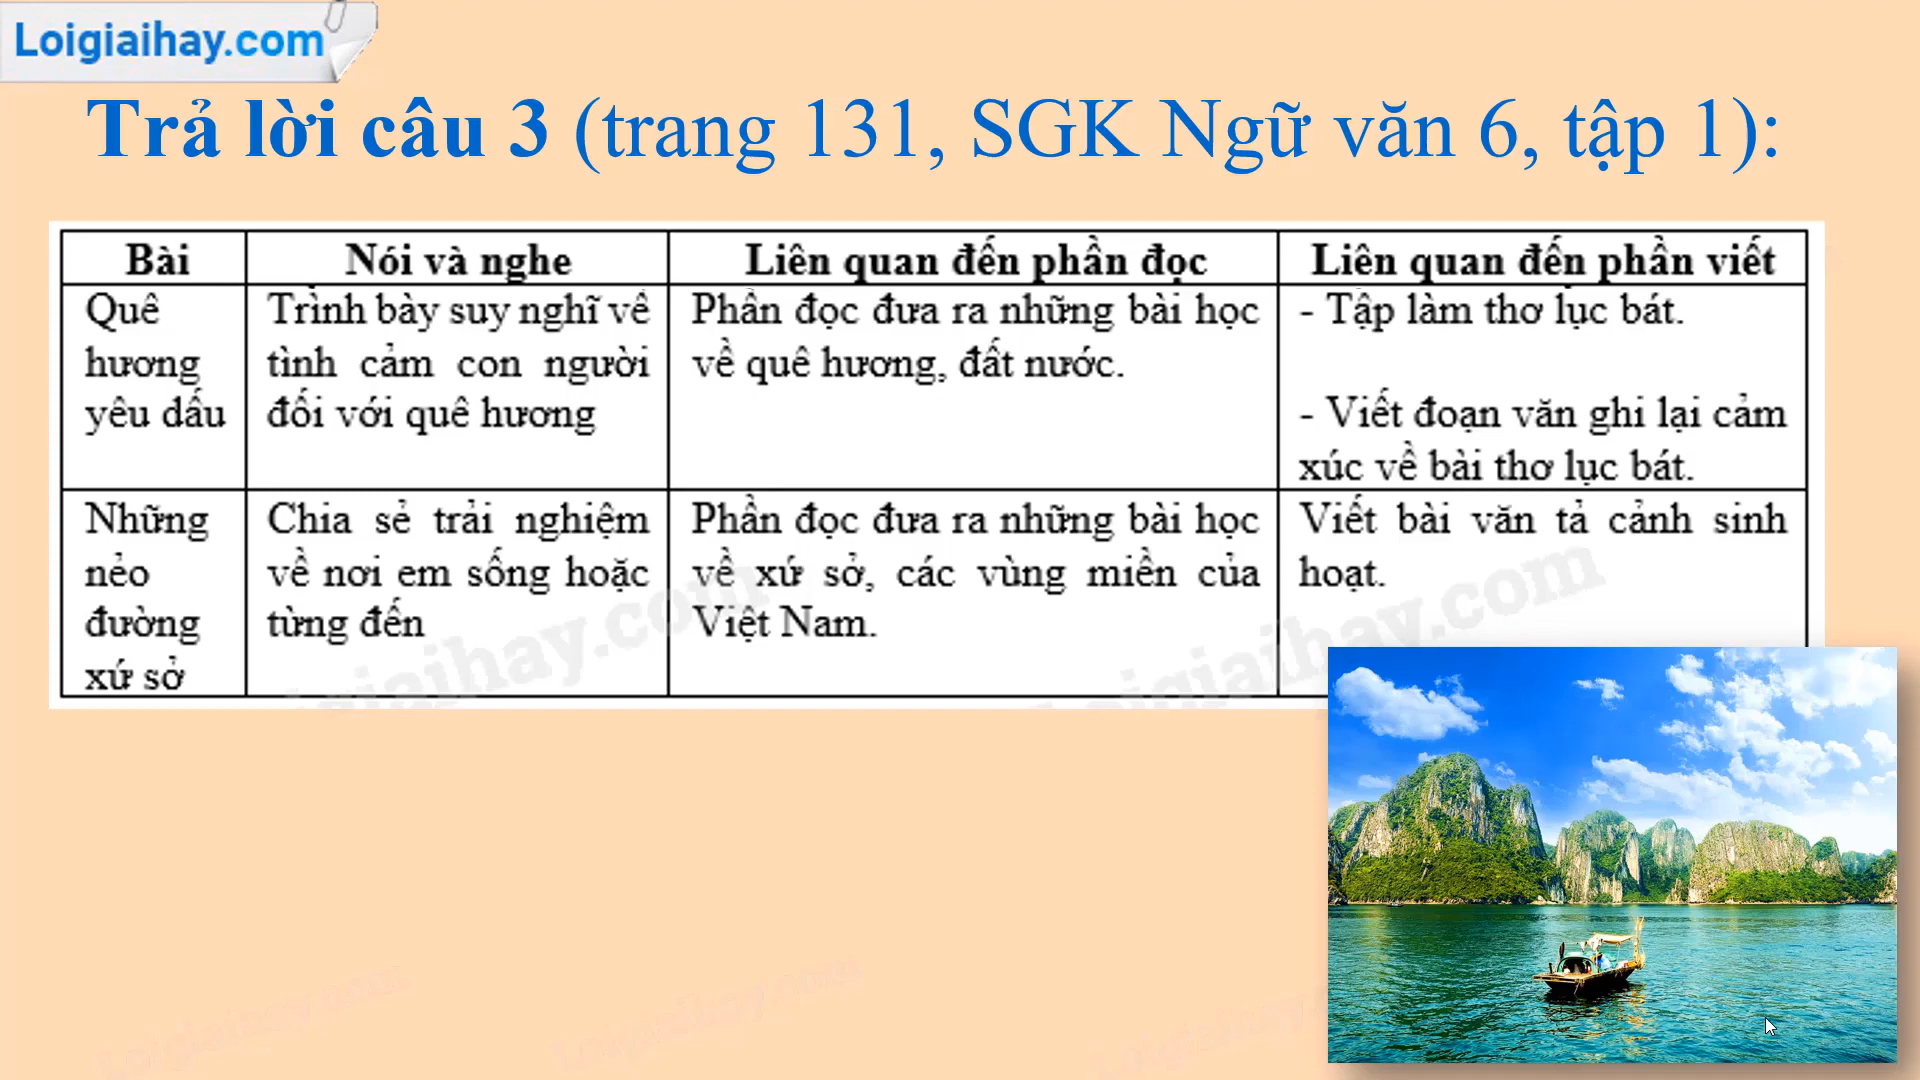 Loigiaihay.com
Trả lời câu 3 (trang 131, SGK Ngữ văn 6, tập 1):
Bài Nói và nghe Liên quan đến phần đọc Liên quan đến phần viết
Quê
hương
yêu dấu
Trình bày suy nghĩ về
tình cảm con người
đối với quê hương
Phần đọc đưa ra những bài học
về quê hương, đất nước.
- Tập làm thơ lục bát.
- Viết đoạn văn ghi lại cảm
xúc về bài thơ lục bát.
Những
nẻo
đường
xứ sở
Chia sẻ trải nghiệm
về nơi em sống hoặc
từng đến
Phần đọc đưa ra những bài học
về xứ sở, các vùng miền của
Việt Nam.
Viết bài văn tả cảnh sinh
hoạt.
Loigiaihay.com
Loigiaihay.com